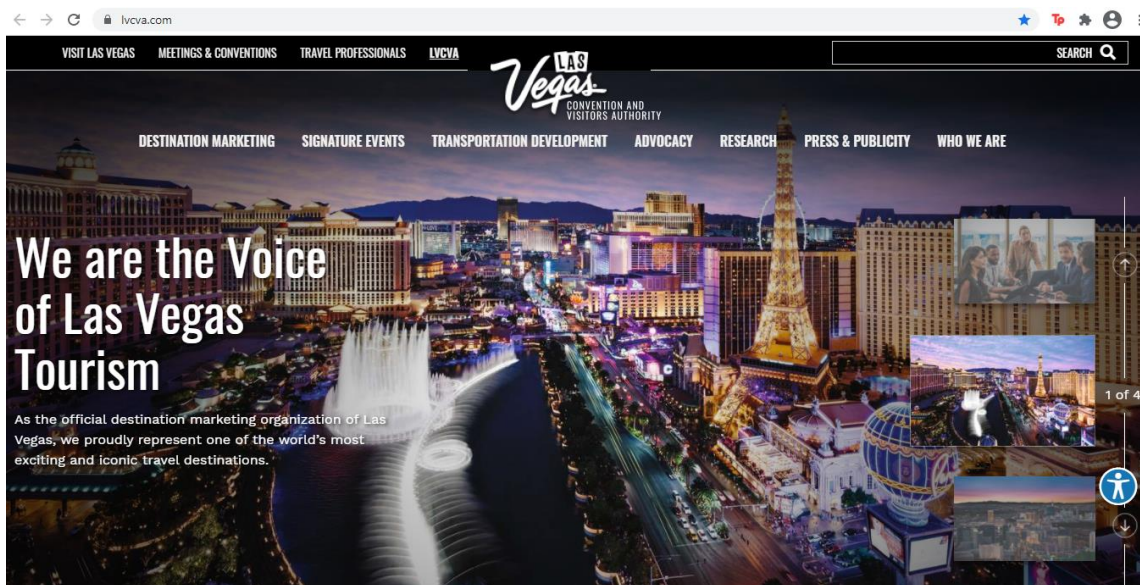 lvcva.com
Tp
VISIT LAS VEGAS MEETINGS & CONVENTIONS TRAVEL PROFESSIONALS LVCVA SEARCH
LAS
Vegas
CONVENTION AND
VISITORS AUTHORITY
DESTINATION MARKETING SIGNATURE EVENTS TRANSPORTATION DEVELOPMENT ADVOCACY RESEARCH PRESS & PUBLICITY WHO WE ARE
We are the Voice
of Las Vegas
Tourism
1 of 4
As the official destination marketing organization of Las
Vegas, we proudly represent one of the world's most
exciting and iconic travel destinations.